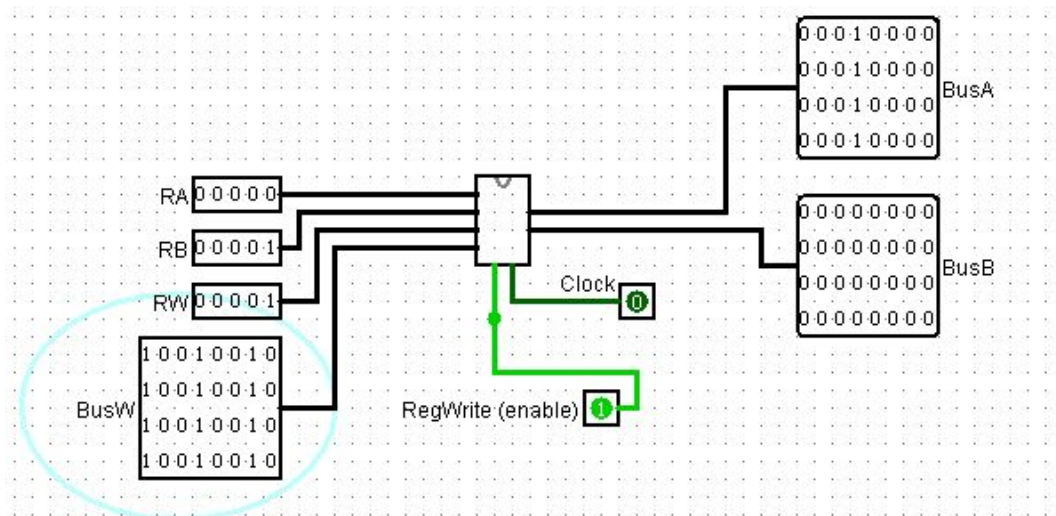 0 0 0 1 0 0 0 0
0 0 0 1 0 0 0 0
BusA
0 0 0 1 0 0 0 0
0 0 0 1 0 0 0 0
RA 0 0 0 0 0
RB 0 0 0 0 1
RW 0 0 0 0 1
0 0 0 0 0 0 0 0
0 0 0 0 0 0 0 0
BusB
0 0 0 0 0 0 0 0
0 0 0 0 0 0 0 0
Clock 0
1 0 0 1 0 0 1 0
1 0 0 1 0 0 1 0
BusW
1 0 0 1 0 0 1 0
1 0 0 1 0 0 1 0
RegWrite (enable) 1